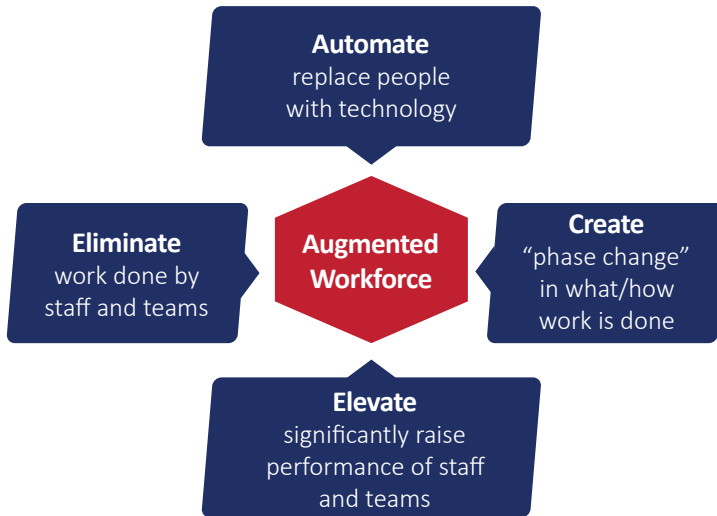 Automate
replace people
with technology
Eliminate
work done by
staff and teams
Augmented
Workforce
Create
“phase change”
in what/how
work is done
Elevate
significantly raise
performance of staff
and teams